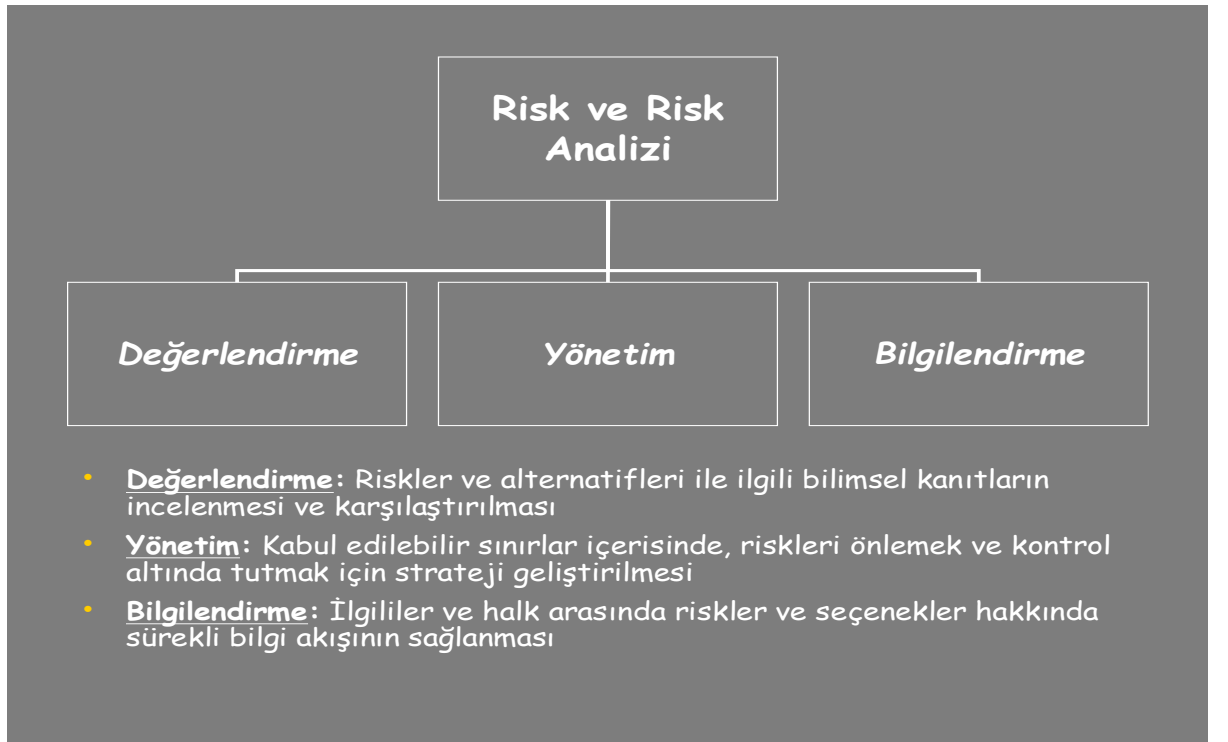 Risk ve Risk
Analizi
Değerlendirme
Yönetim
Bilgilendirme
• Değerlendirme: Riskler ve alternatifleri ile ilgili bilimsel kanıtların
incelenmesi ve karşılaştırılması
• Yönetim: Kabul edilebilir sınırlar içerisinde, riskleri önlemek ve kontrol
altında tutmak için strateji geliştirilmesi
• Bilgilendirme: İlgililer ve halk arasında riskler ve seçenekler hakkında
sürekli bilgi akışının sağlanması